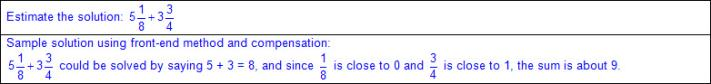 Estimate the solution: 5 1/8 + 3 3/4
Sample solution using front-end method and compensation:
5 1/8 + 3 3/4 could be solved by saying 5 + 3 = 8, and since 1/8 is close to 0 and 3/4 is close to 1, the sum is about 9.